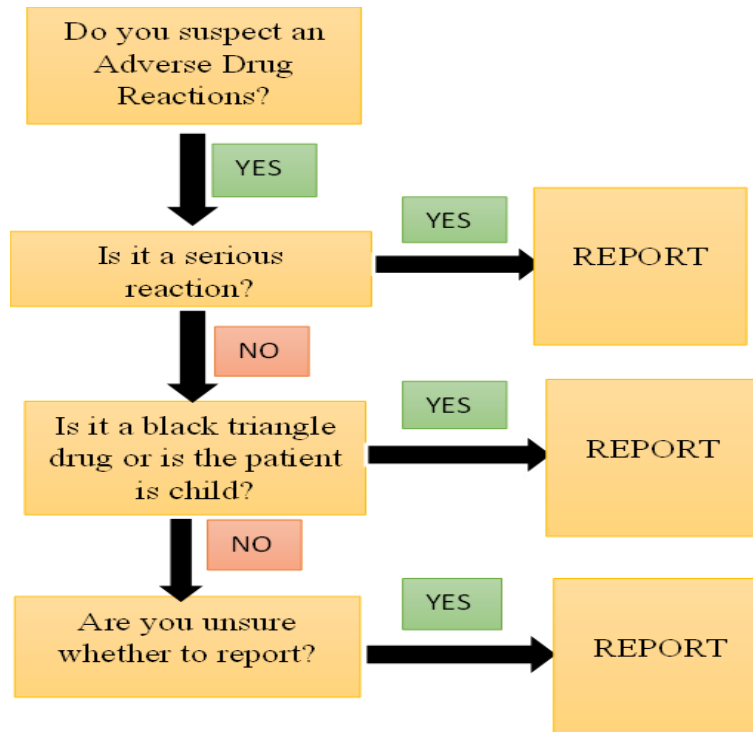 Do you suspect an
Adverse Drug
Reactions?
YES
YES
Is it a serious
reaction?
REPORT
NO
YES
Is it a black triangle
drug or is the patient
is child?
REPORT
NO
YES
Are you unsure
whether to report?
REPORT